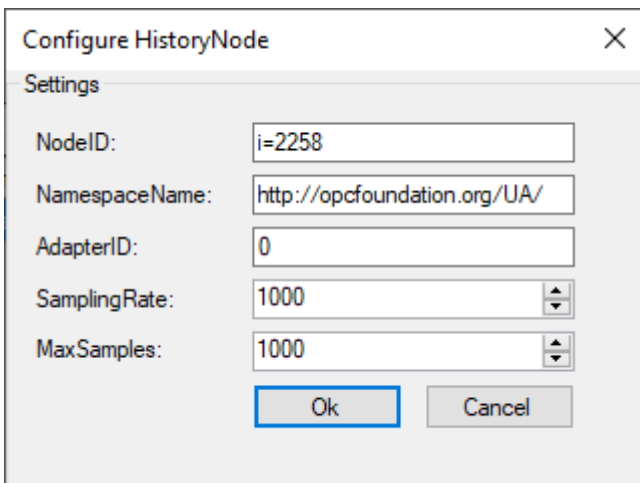 Configure HistoryNode
Settings
NodeID: i=2258
NamespaceName: http://opcfoundation.org/UA/
AdapterID: 0
SamplingRate: 1000
MaxSamples: 1000
Ok Cancel